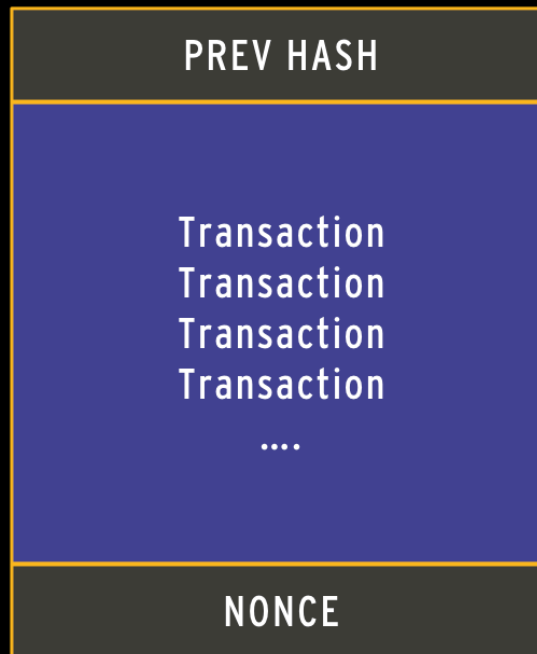 PREV HASH
Transaction
Transaction
Transaction
Transaction
....
NONCE